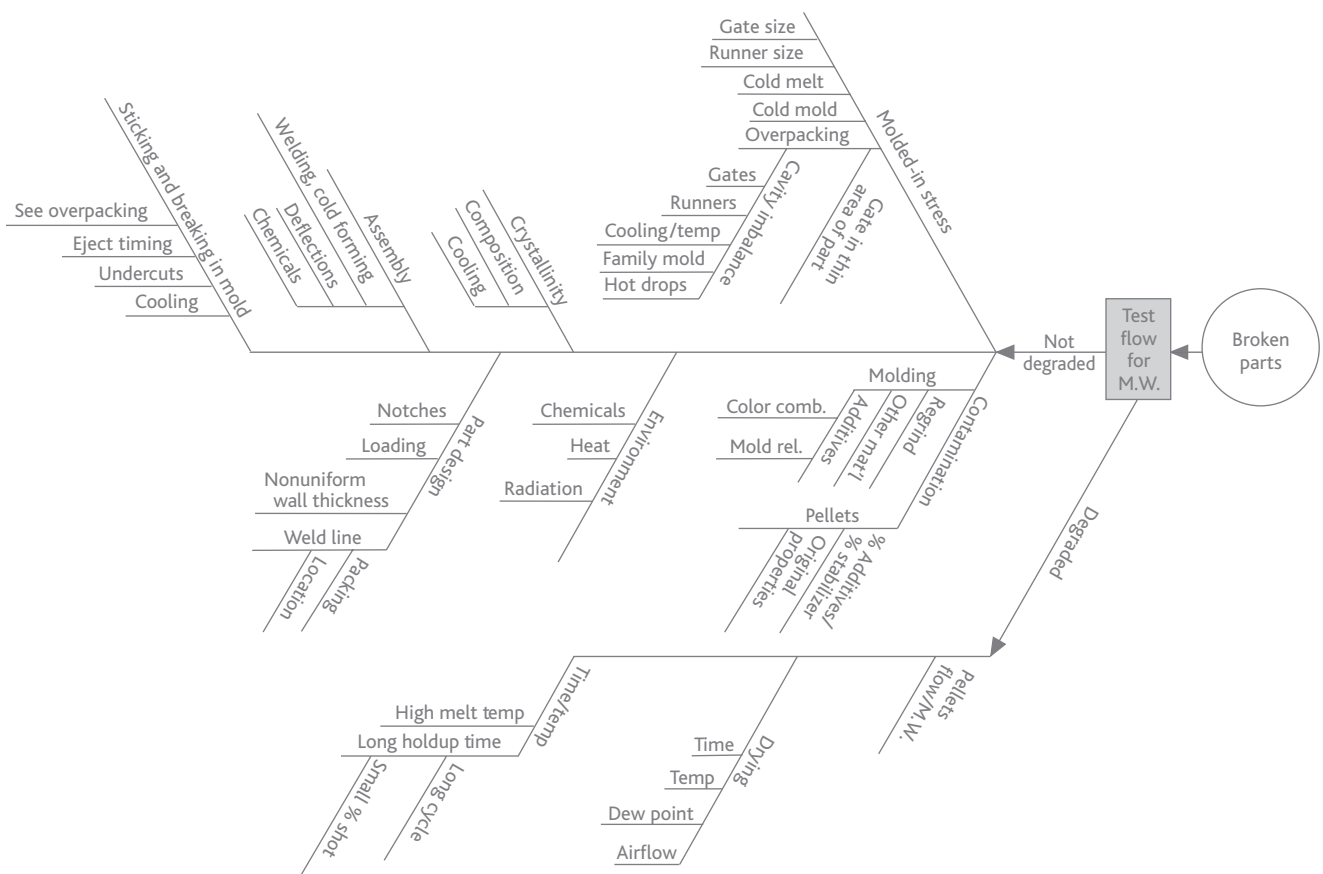 Gate size
Runner size
Cold melt
Cold mold
Overpacking
Molded-in stress
Cavity imbalance
Gates
Runners
Cooling/temp
Family mold
Hot drops
Gate in thin
area of part
Sticking and breaking in mold
See overpacking
Eject timing
Undercuts
Cooling
Welding, cold forming
Assembly
Deflections
Chemicals
Crystallinity
Composition
Cooling
Not
degraded
Test
flow
for
M.W.
Broken
parts
Part design
Notches
Loading
Nonuniform
wall thickness
Weld line
Location
Packing
Environment
Chemicals
Heat
Radiation
Contamination
Molding
Color comb.
Mold rel.
Additives
Other mat'l
Regrind
Pellets
Original
properties
% Additives/
% stabilizer
Degraded
Time/temp
High melt temp
Long holdup time
Small % shot
Long cycle
Drying
Time
Temp
Dew point
Airflow
Pellets
flow/M.W.